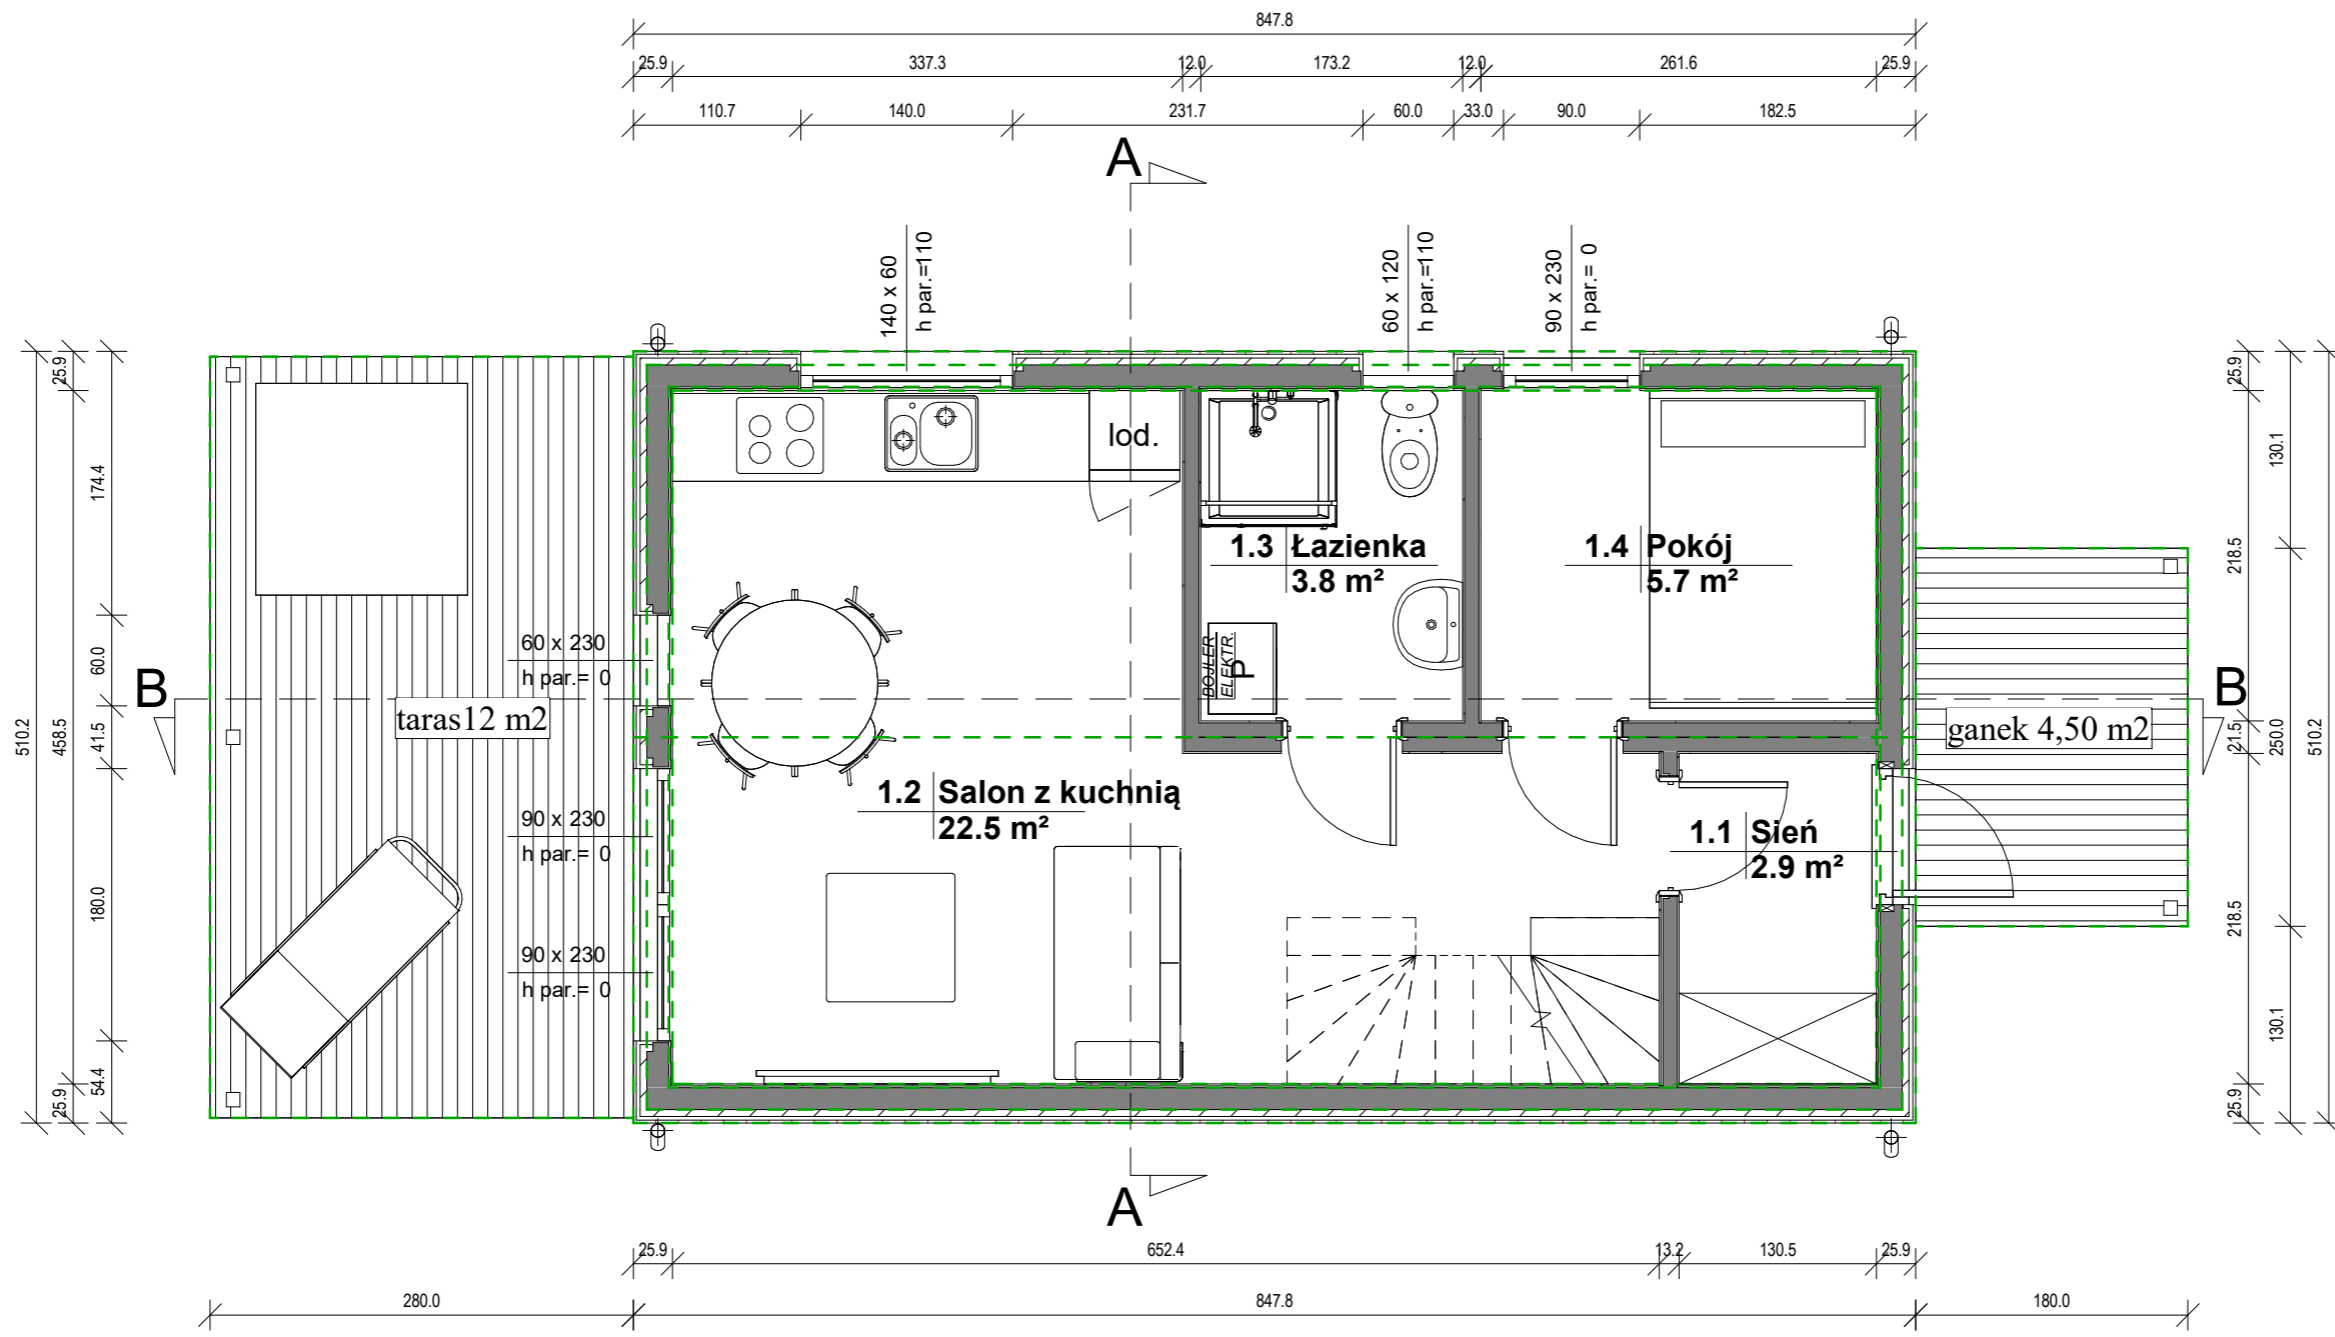 847.8
25.9 337.3 12.0 173.2 12.0 261.6 25.9
110.7 140.0 231.7 60.0 33.0 90.0 182.5
A
140 x 60
h par.=110
60 x 120
h par.=110
90 x 230
h par.= 0
510.2
25.9
458.5
25.9
174.4
60.0
41.5
180.0
54.4
lod.
1.3 Łazienka
3.8 m²
1.4 Pokój
5.7 m²
BOJLER
ELEKTR.
P
60 x 230
h par.= 0
B
taras12 m2
B
ganek 4,50 m2
1.2 Salon z kuchnią
22.5 m²
90 x 230
h par.= 0
1.1 Sień
2.9 m²
90 x 230
h par.= 0
25.9
218.5
21.5
218.5
25.9
130.1
250.0
130.1
510.2
A
25.9 652.4 13.2 130.5 25.9
280.0 847.8 180.0